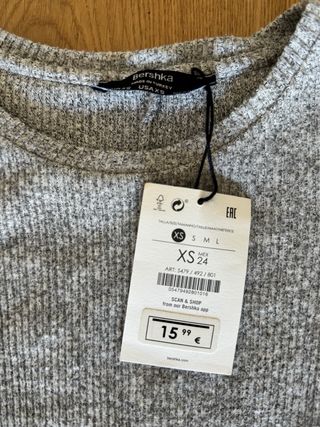 Bershka
MADE IN TURKEY
USA XS
EAC
XS S M L
XS MEX 24
ART. 5479 / 492 / 801
SCAN & SHOP
from our Bershka app
15 99 €
bershka.com